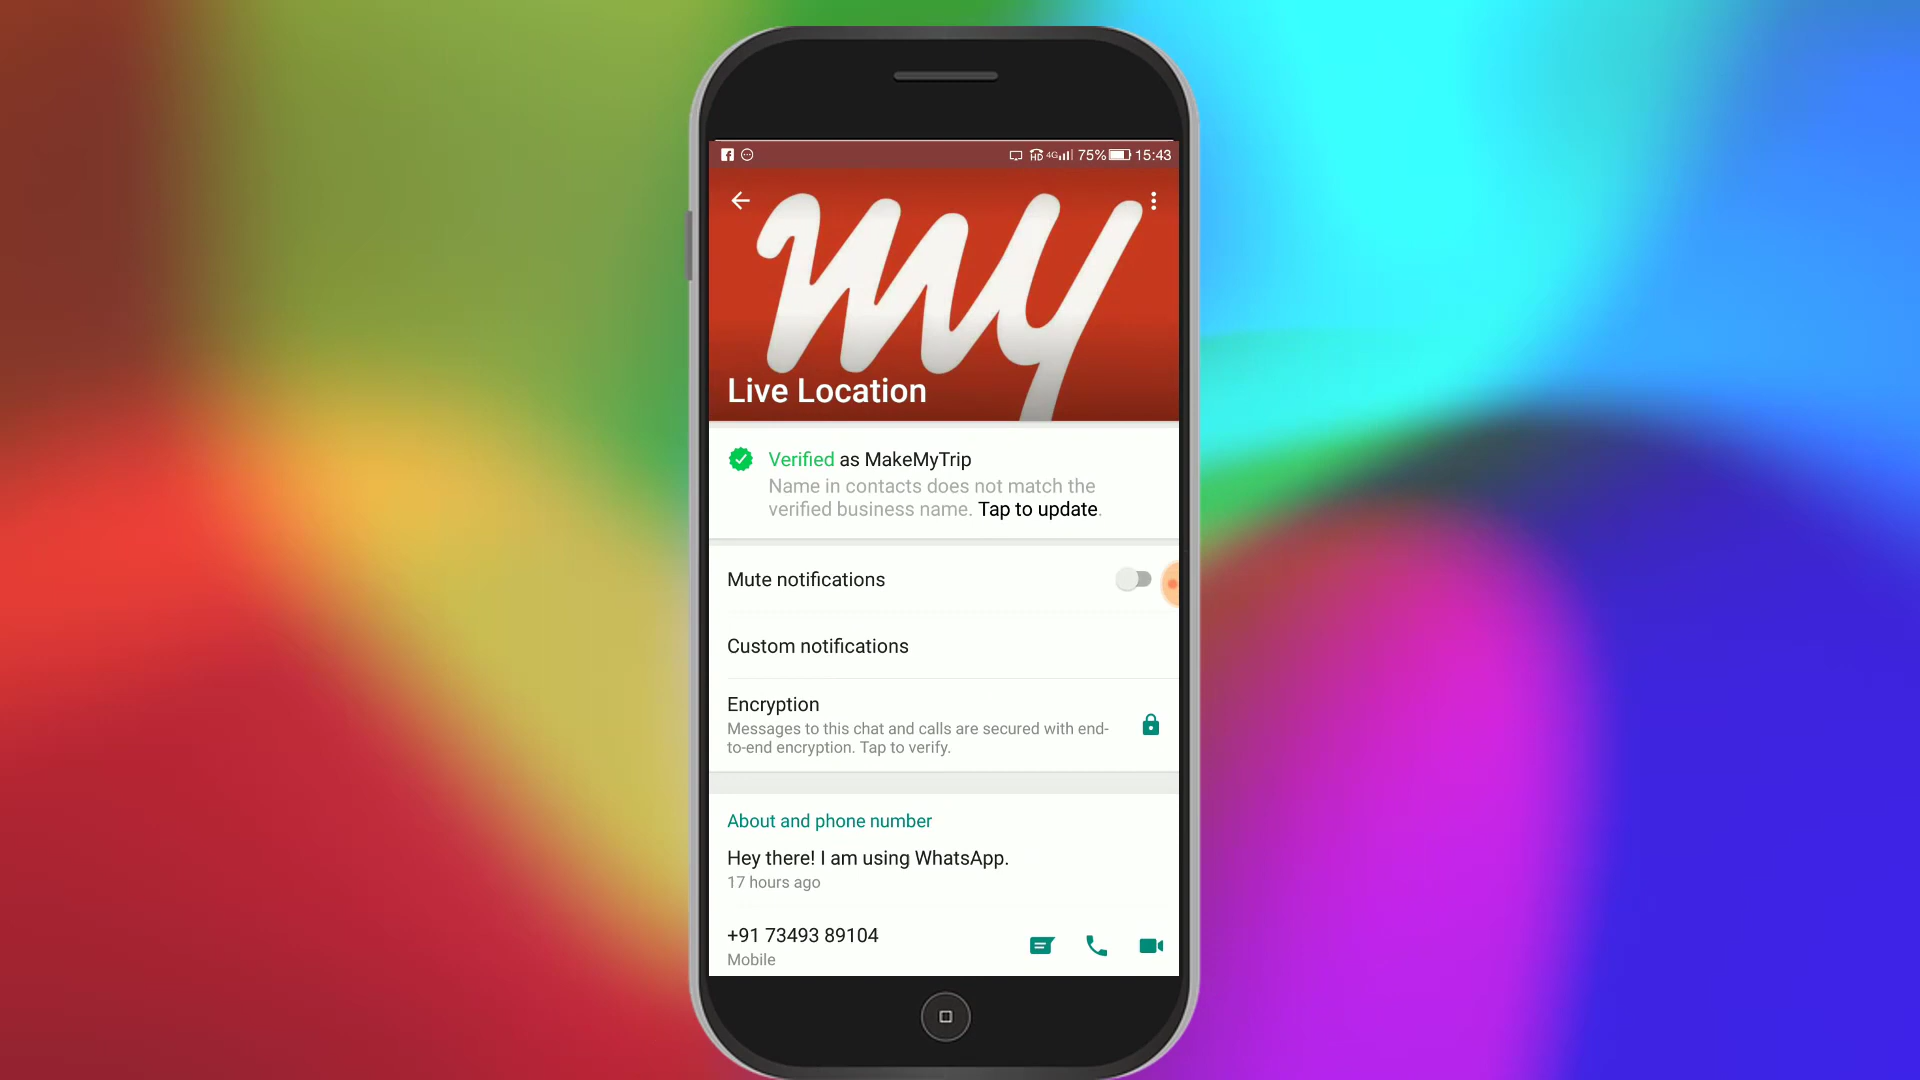 4G 75% 15:43
my
Live Location
Verified as MakeMyTrip
Name in contacts does not match the
verified business name. Tap to update.
Mute notifications
Custom notifications
Encryption
Messages to this chat and calls are secured with end-
to-end encryption. Tap to verify.
About and phone number
Hey there! I am using WhatsApp.
17 hours ago
+91 73493 89104
Mobile